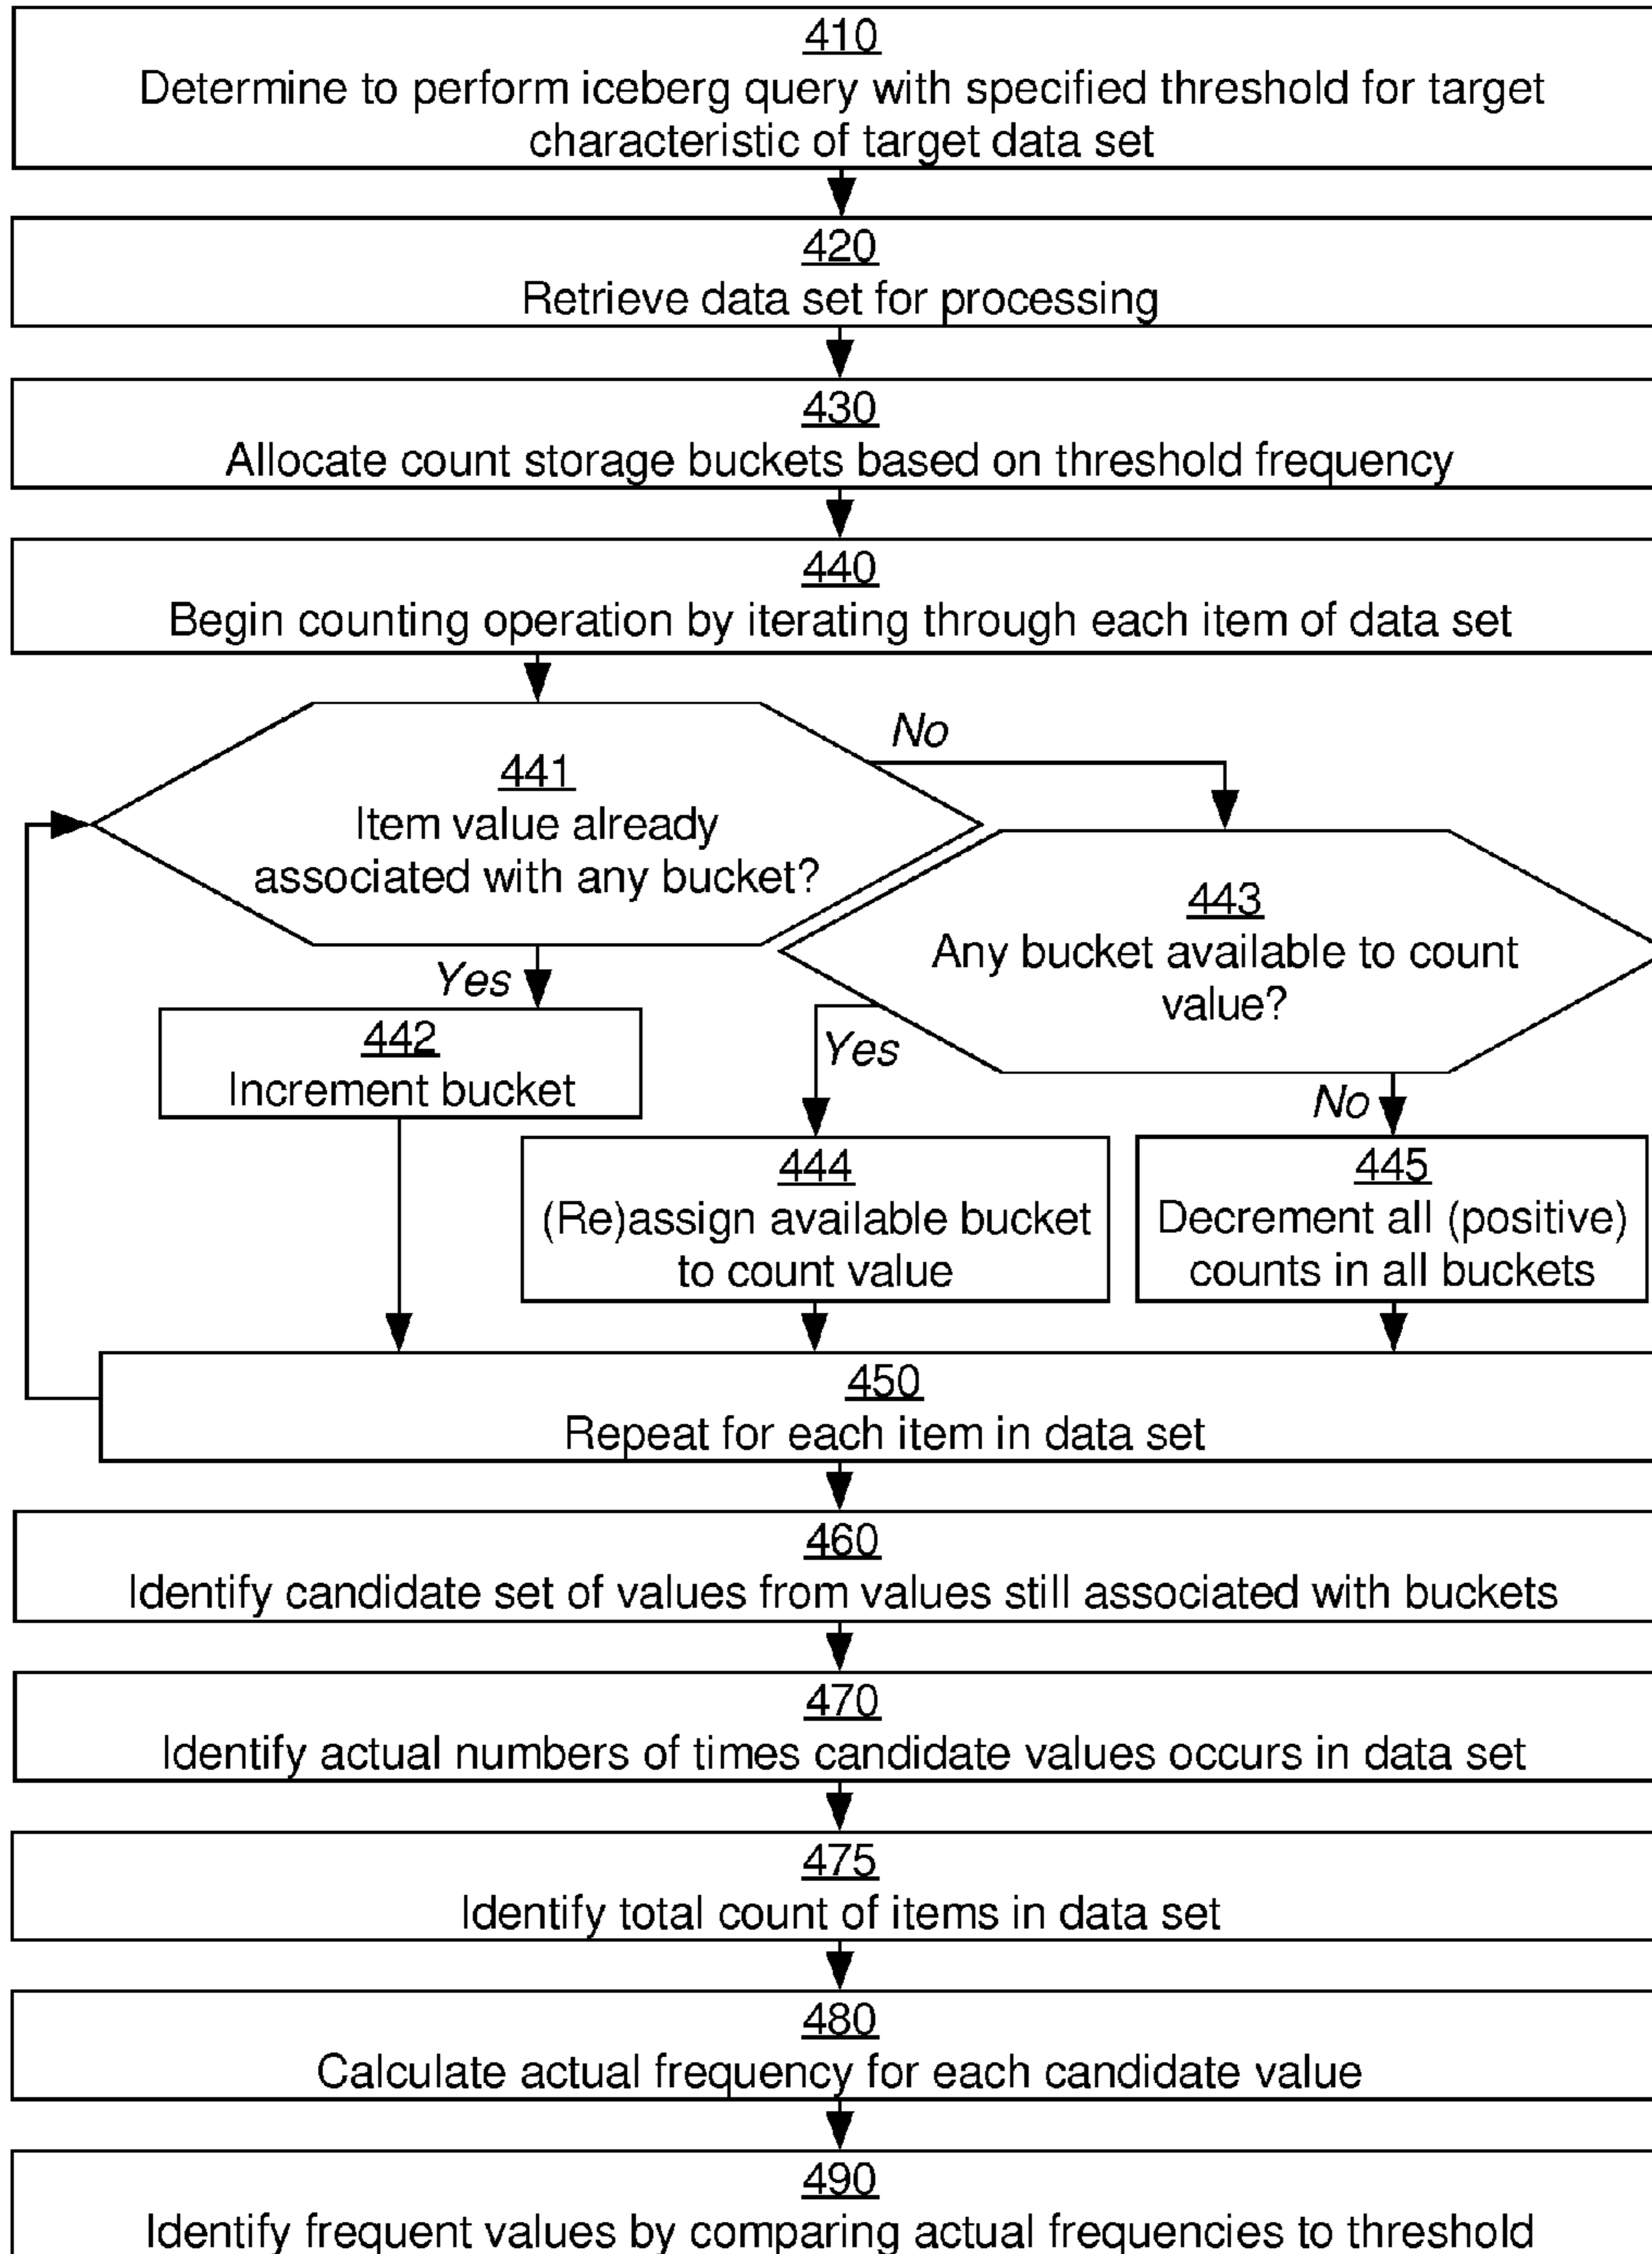 410
Determine to perform iceberg query with specified threshold for target
characteristic of target data set
420
Retrieve data set for processing
430
Allocate count storage buckets based on threshold frequency
440
Begin counting operation by iterating through each item of data set
No
441
Item value already
associated with any bucket?
443
Any bucket available to count
value?
Yes
442
Increment bucket
Yes
No
444
(Re)assign available bucket
to count value
445
Decrement all (positive)
counts in all buckets
450
Repeat for each item in data set
460
Identify candidate set of values from values still associated with buckets
470
Identify actual numbers of times candidate values occurs in data set
475
Identify total count of items in data set
480
Calculate actual frequency for each candidate value
490
Identify frequent values by comparing actual frequencies to threshold